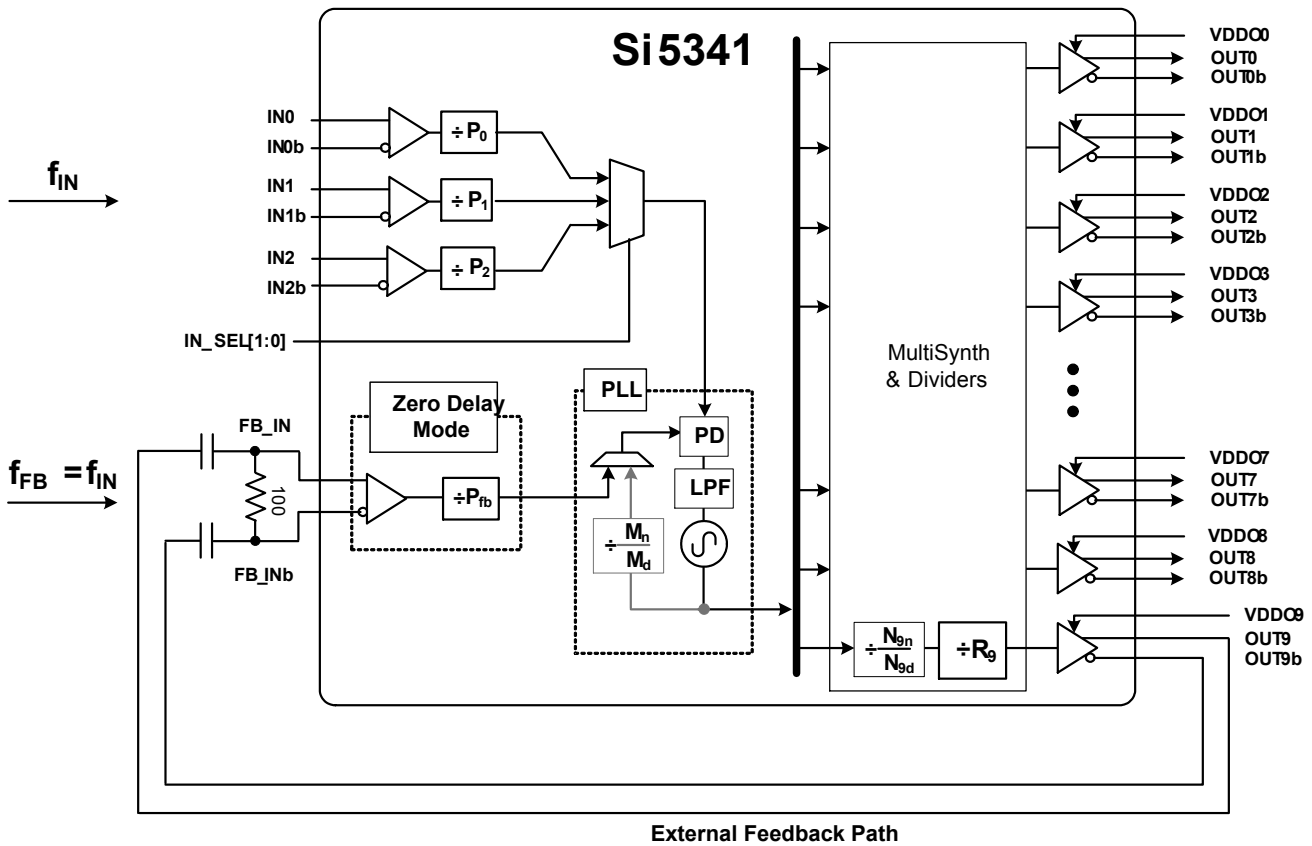 Si5341
IN0
IN0b
÷ P0
IN1
IN1b
÷ P1
IN2
IN2b
÷ P2
IN_SEL[1:0]
fIN
fFB = fIN
FB_IN
100
FB_INb
Zero Delay
Mode
÷Pfb
PLL
PD
LPF
÷ Mn
Md
MultiSynth
& Dividers
÷ N9n
N9d
÷R9
VDDO0
OUT0
OUT0b
VDDO1
OUT1
OUT1b
VDDO2
OUT2
OUT2b
VDDO3
OUT3
OUT3b
VDDO7
OUT7
OUT7b
VDDO8
OUT8
OUT8b
VDDO9
OUT9
OUT9b
External Feedback Path